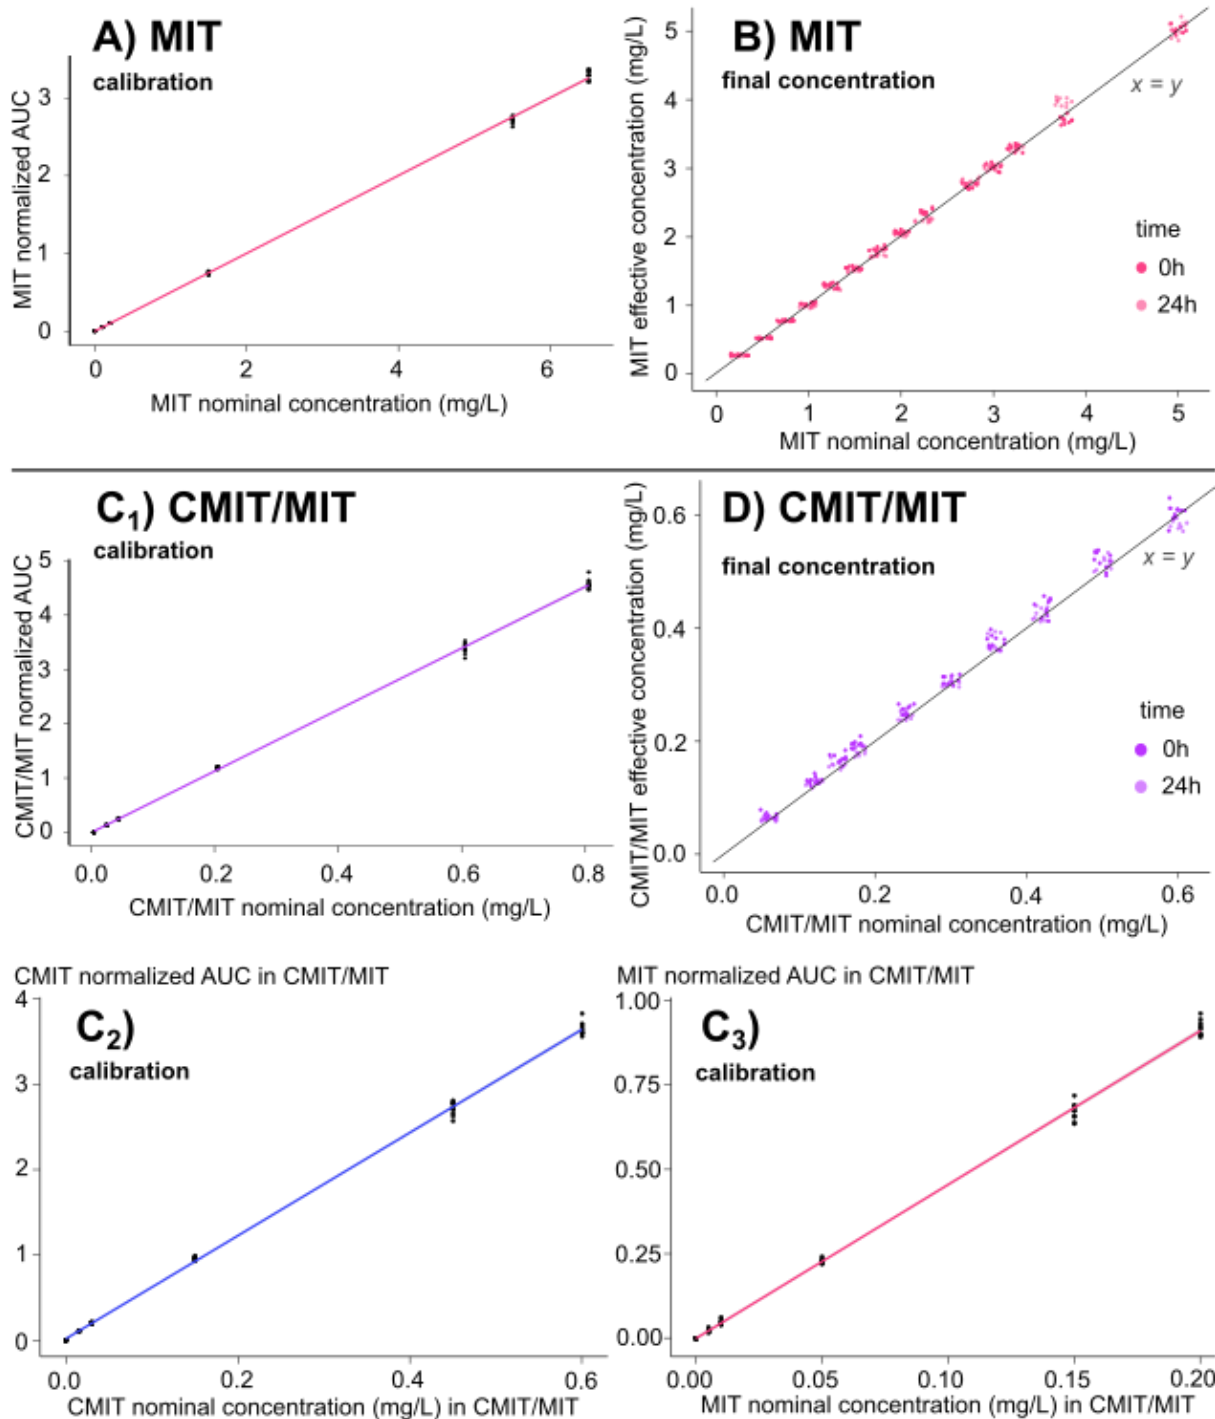 A) MIT
calibration
MIT normalized AUC
3
2
1
0
0
2
4
6
MIT nominal concentration (mg/L)
B) MIT
final concentration
MIT effective concentration (mg/L)
5
4
3
2
1
0
x = y
time
0h
24h
0
1
2
3
4
5
MIT nominal concentration (mg/L)
C1) CMIT/MIT
calibration
CMIT/MIT normalized AUC
5
4
3
2
1
0
0.0
0.2
0.4
0.6
0.8
CMIT/MIT nominal concentration (mg/L)
D) CMIT/MIT
final concentration
CMIT/MIT effective concentration (mg/L)
0.6
0.4
0.2
0.0
x = y
time
0h
24h
0.0
0.2
0.4
0.6
CMIT/MIT nominal concentration (mg/L)
CMIT normalized AUC in CMIT/MIT
C2)
calibration
4
3
2
1
0
0.0
0.2
0.4
0.6
CMIT nominal concentration (mg/L) in CMIT/MIT
MIT normalized AUC in CMIT/MIT
C3)
calibration
1.00
0.75
0.50
0.25
0.00
0.00
0.05
0.10
0.15
0.20
MIT nominal concentration (mg/L) in CMIT/MIT